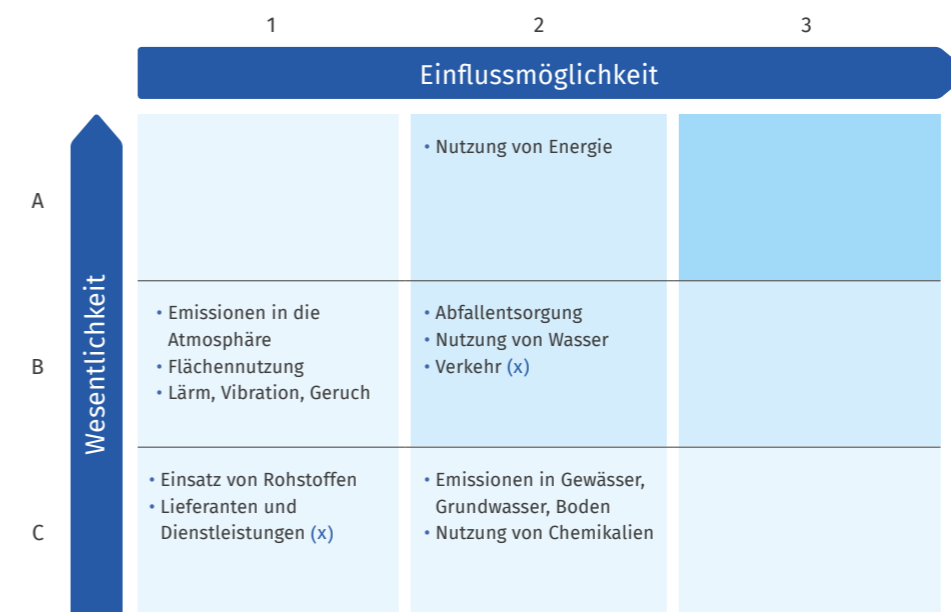 1 2 3
Einflussmöglichkeit
Wesentlichkeit
A
• Nutzung von Energie
B
• Emissionen in die
Atmosphäre
• Flächennutzung
• Lärm, Vibration, Geruch
• Abfallentsorgung
• Nutzung von Wasser
• Verkehr (x)
C
• Einsatz von Rohstoffen
• Lieferanten und
Dienstleistungen (x)
• Emissionen in Gewässer,
Grundwasser, Boden
• Nutzung von Chemikalien